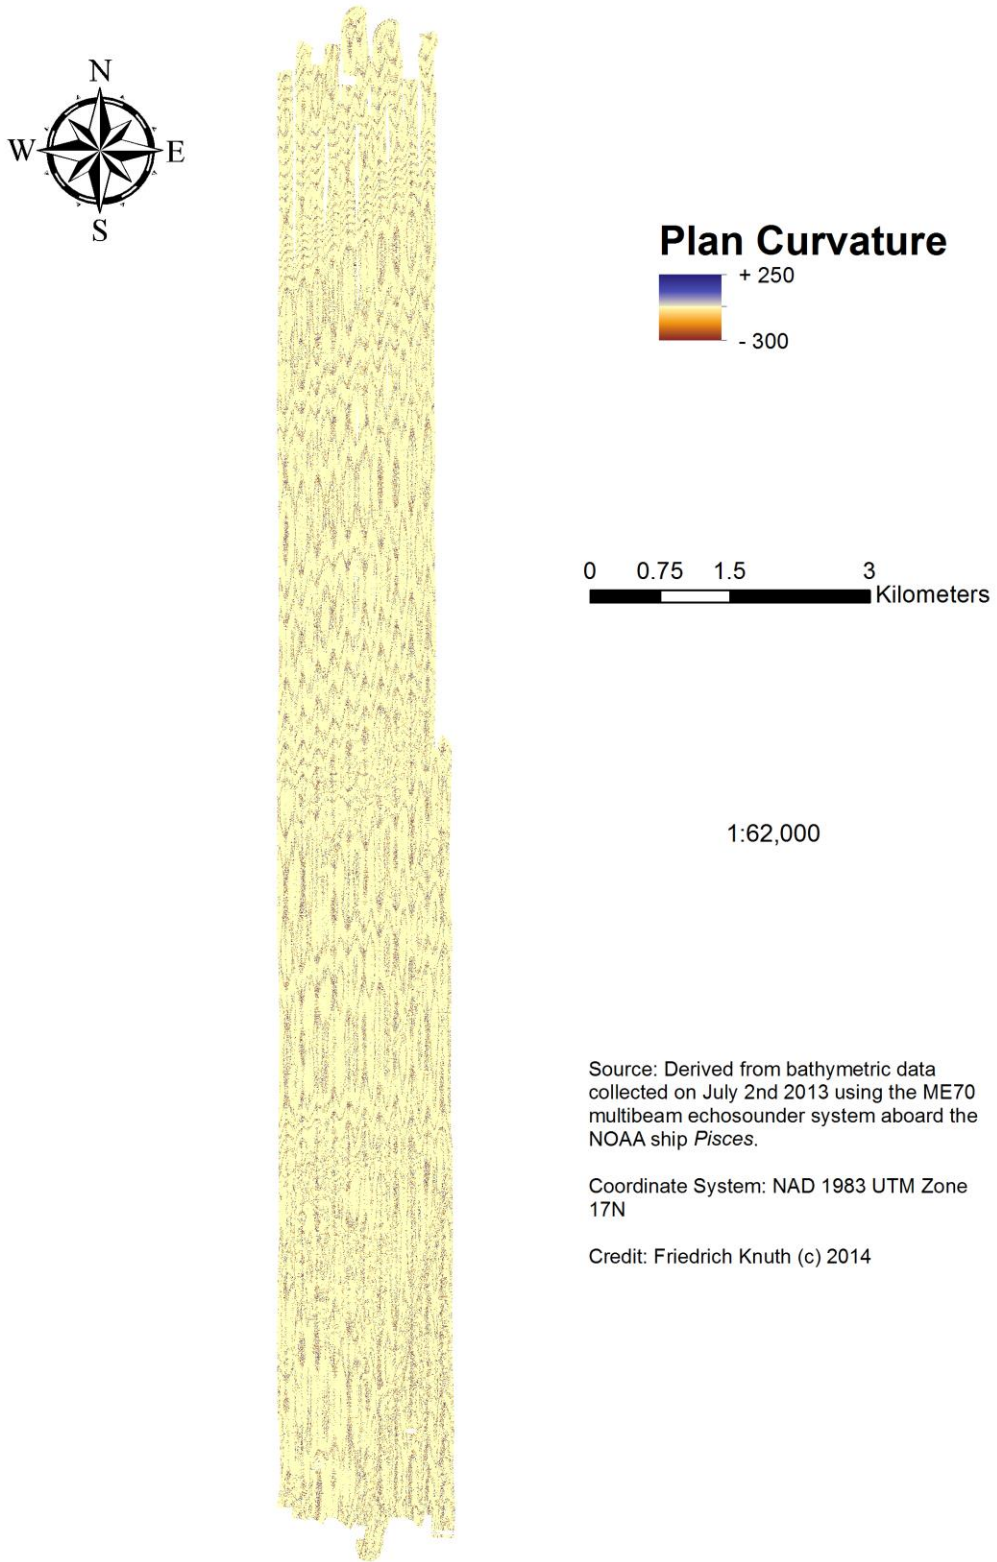 N
W E
S
Plan Curvature
+ 250
- 300
0 0.75 1.5 3
Kilometers
1:62,000
Source: Derived from bathymetric data
collected on July 2nd 2013 using the ME70
multibeam echosounder system aboard the
NOAA ship Pisces.
Coordinate System: NAD 1983 UTM Zone
17N
Credit: Friedrich Knuth (c) 2014